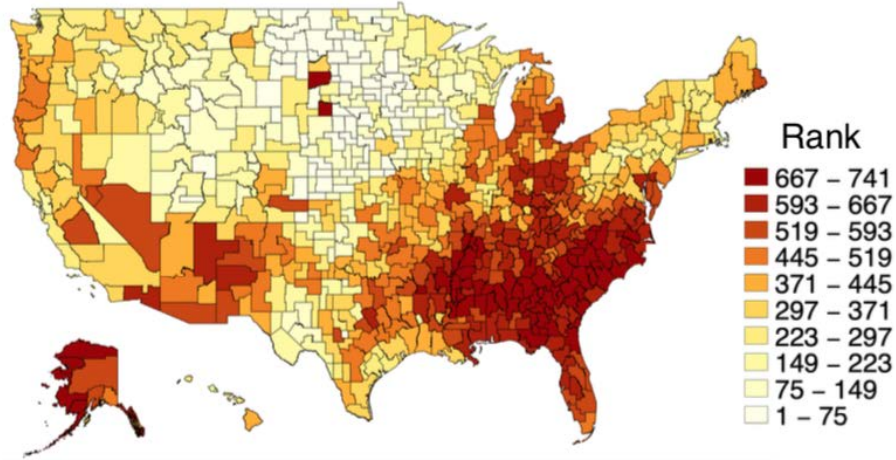 Rank
667 – 741
593 – 667
519 – 593
445 – 519
371 – 445
297 – 371
223 – 297
149 – 223
75 – 149
1 – 75